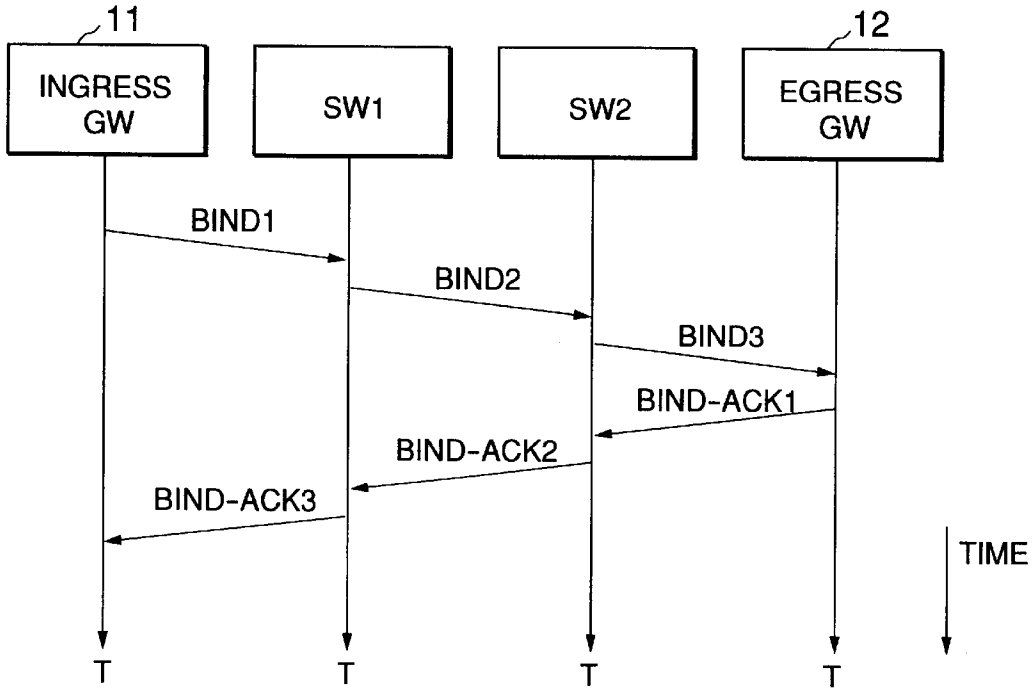 11
12
INGRESS
GW
SW1
SW2
EGRESS
GW
BIND1
BIND2
BIND3
BIND-ACK1
BIND-ACK2
BIND-ACK3
TIME
T
T
T
T